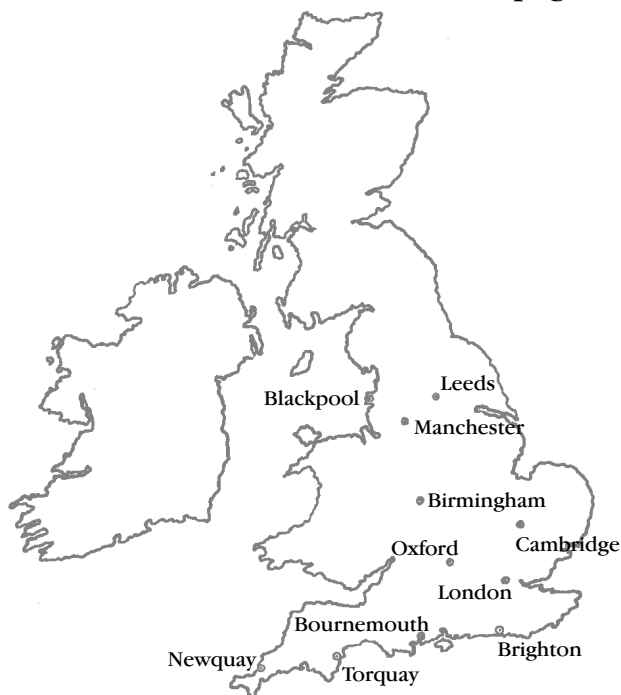 Leeds
Blackpool
Manchester
Birmingham
Cambridge
Oxford
London
Bournemouth
Brighton
Newquay
Torquay